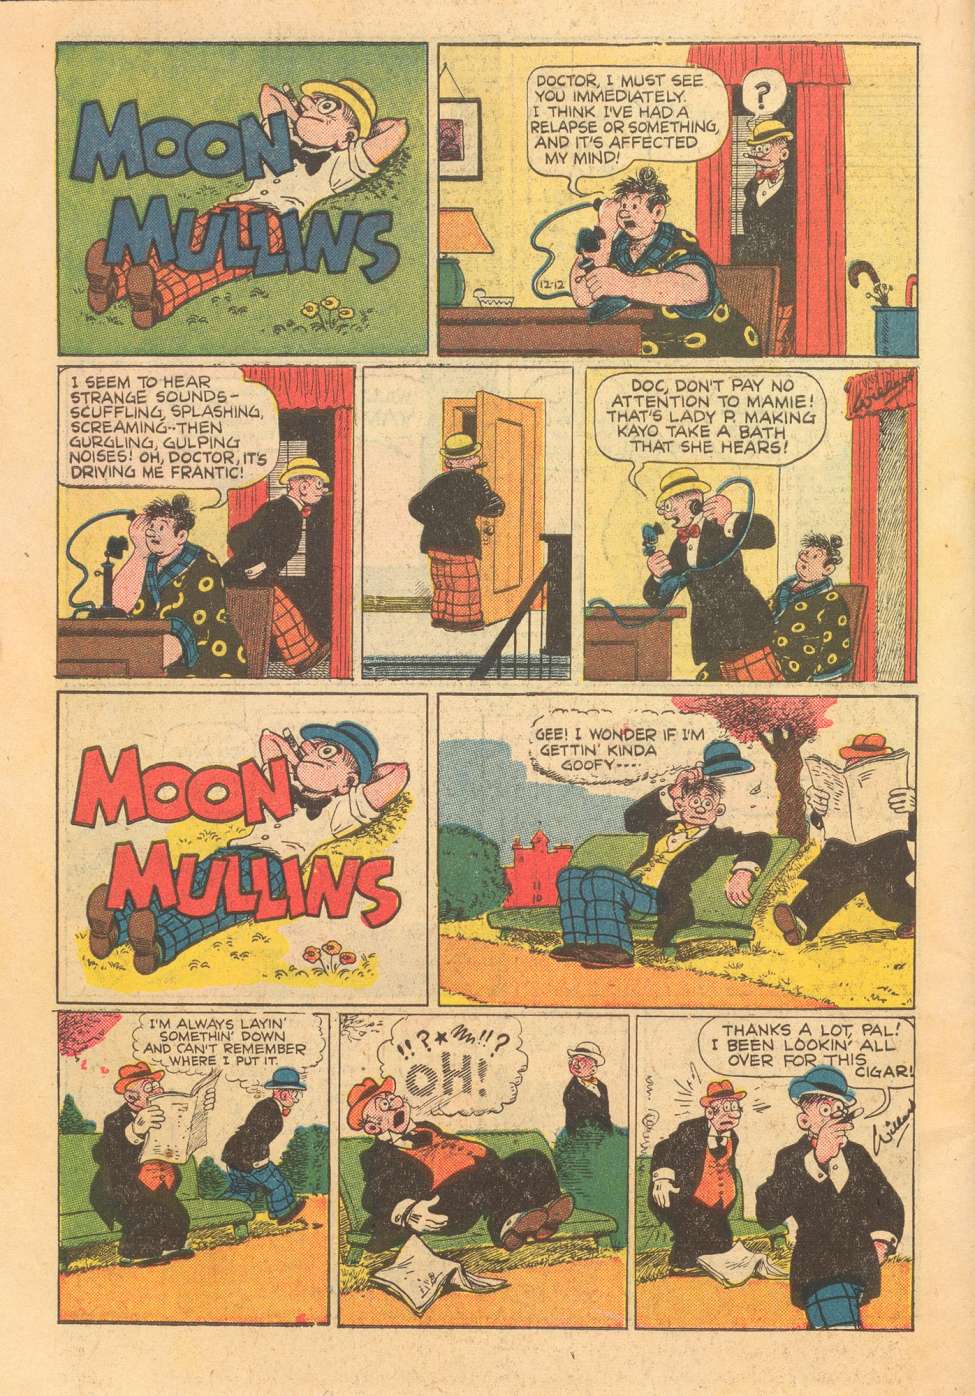 MOON
MULLINS
DOCTOR, I MUST SEE
YOU IMMEDIATELY.
I THINK I'VE HAD A
RELAPSE OR SOMETHING,
AND IT'S AFFECTED
MY MIND!
?
12-12
I SEEM TO HEAR
STRANGE SOUNDS-
SCUFFLING, SPLASHING,
SCREAMING--THEN
GURGLING, GULPING
NOISES! OH, DOCTOR, IT'S
DRIVING ME FRANTIC!
DOC, DON'T PAY NO
ATTENTION TO MAMIE!
THAT'S LADY P. MAKING
KAYO TAKE A BATH
THAT SHE HEARS!
Willard
MOON
MULLINS
GEE! I WONDER IF I'M
GETTIN' KINDA
GOOFY----
11
10
I'M ALWAYS LAYIN'
SOMETHIN' DOWN
AND CAN'T REMEMBER
WHERE I PUT IT.
!!?★!!?
OH!
THANKS A LOT, PAL!
I BEEN LOOKIN' ALL
OVER FOR THIS
CIGAR!
Willard